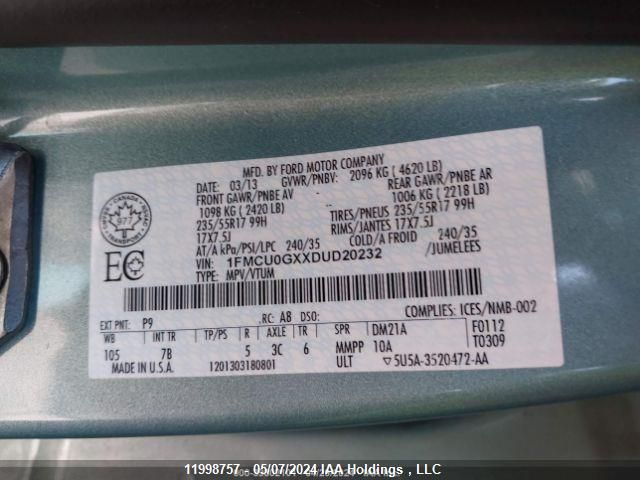 MFD. BY FORD MOTOR COMPANY
DATE: 03/13 GVWR/PNBV: 2096 KG ( 4620 LB)
FRONT GAWR/PNBE AV REAR GAWR/PNBE AR
1098 KG ( 2420 LB) 1006 KG ( 2218 LB)
235/55R17 99H TIRES/PNEUS 235/55R17 99H
17X7.5J RIMS/JANTES 17X7.5J
AT/A kPa/PSI/LPC 240/35 COLD/A FROID 240/35
VIN: 1FMCU0GXXDUD20232 /JUMELEES
TYPE: MPV/VTUM
977
TRANSPORT
EC
EXT PNT: P9 RC: AB DSO: COMPLIES: ICES/NMB-002
WB INT TR TP/PS R AXLE TR SPR DM21A F0112
105 7B 5 3C 6 MMPP 10A T0309
MADE IN U.S.A. 1201303180801 ULT ▽5U5A-3520472-AA
11998757 - 05/07/2024 IAA Holdings , LLC